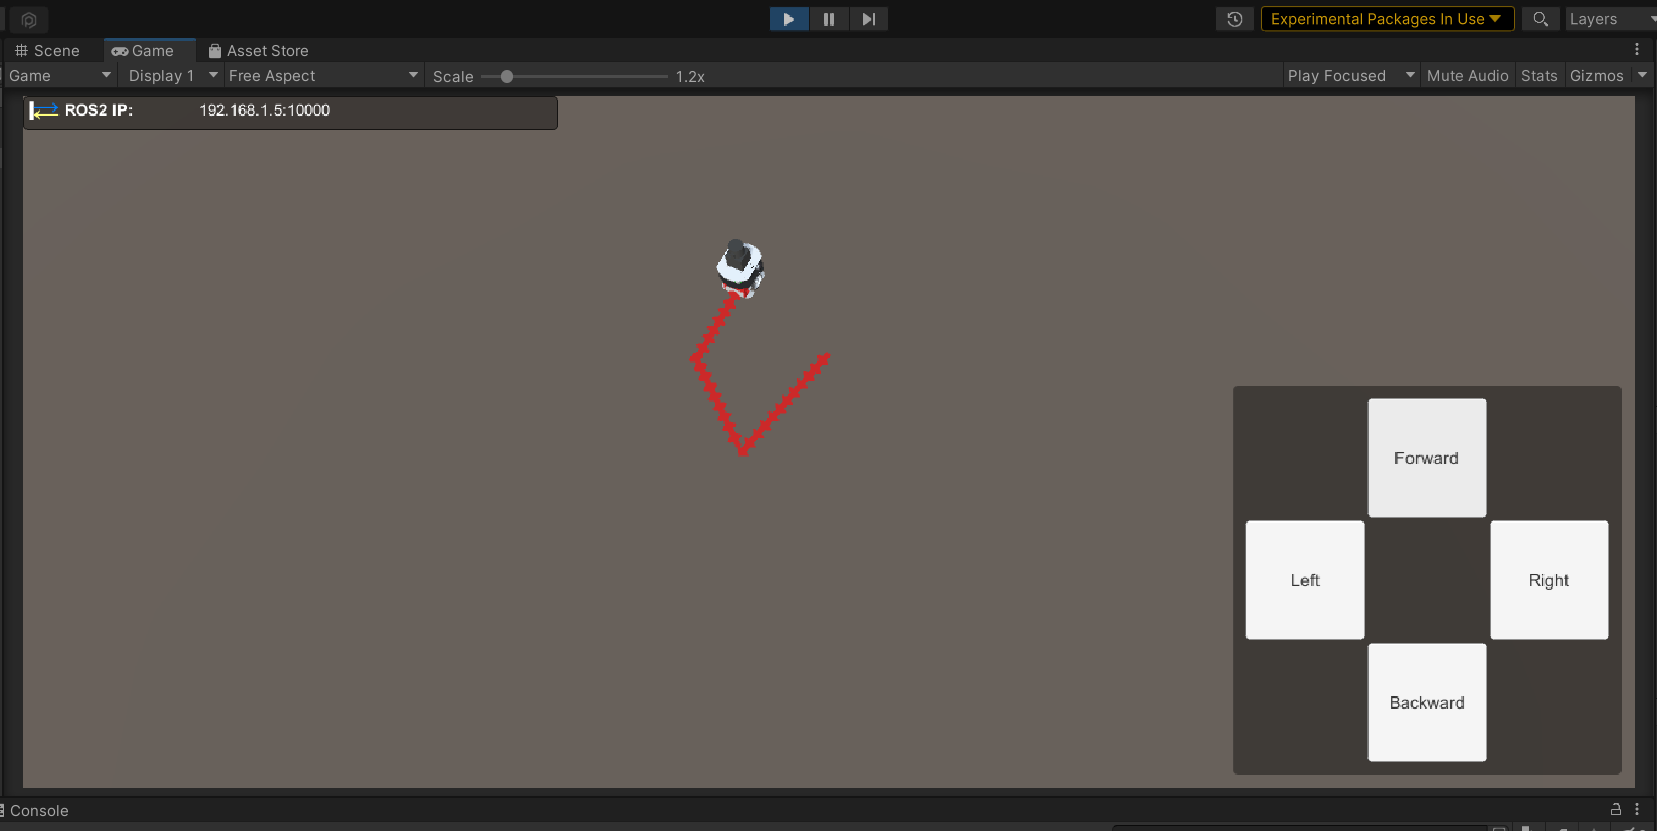 Experimental Packages In Use
Layers
Scene
Game
Asset Store
Game
Display 1
Free Aspect
Scale
1.2x
Play Focused
Mute Audio
Stats
Gizmos
ROS2 IP:
192.168.1.5:10000
Forward
Left
Right
Backward
Console